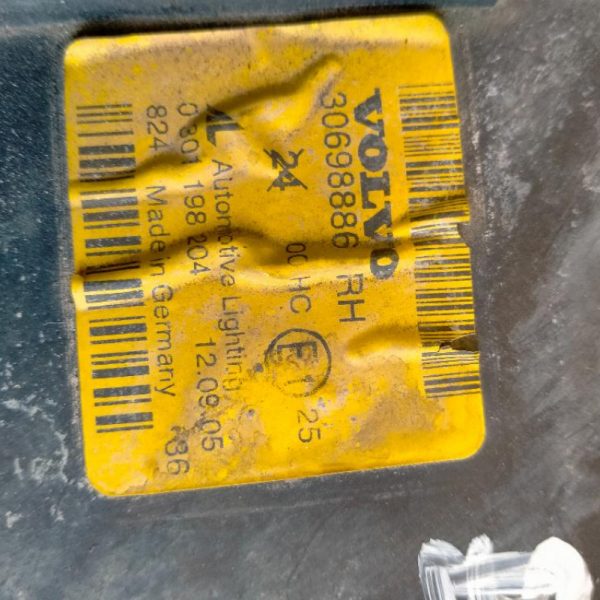 VOLVO
30698886 RH
24 00 HC E1 25
AL Automotive Lighting
0 301 198 204 12.09.05
824 Made in Germany